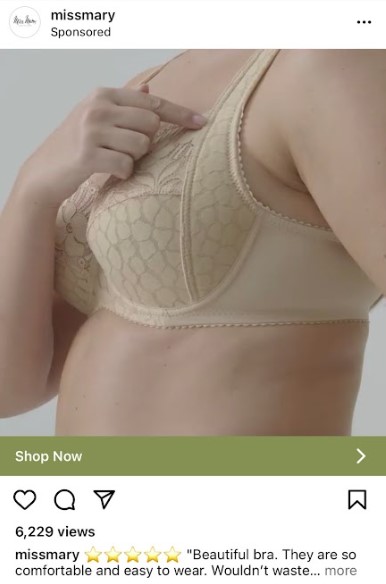 missmary
Sponsored
Shop Now
6,229 views
missmary ⭐⭐⭐⭐⭐ "Beautiful bra. They are so
comfortable and easy to wear. Wouldn't waste... more